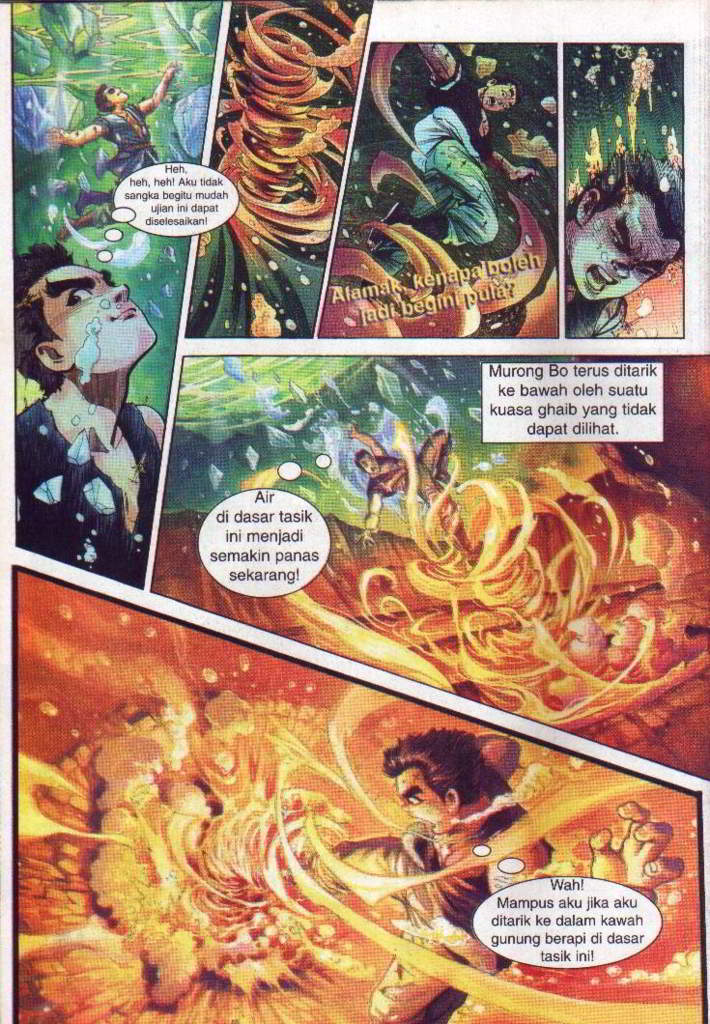 Heh,
heh, heh! Aku tidak
sangka begitu mudah
ujian ini dapat
diselesaikan!
Alamak, kenapa boleh
jadi begini pula?
Murong Bo terus ditarik
ke bawah oleh suatu
kuasa ghaib yang tidak
dapat dilihat.
Air
di dasar tasik
ini menjadi
semakin panas
sekarang!
Wah!
Mampus aku jika aku
ditarik ke dalam kawah
gunung berapi di dasar
tasik ini!